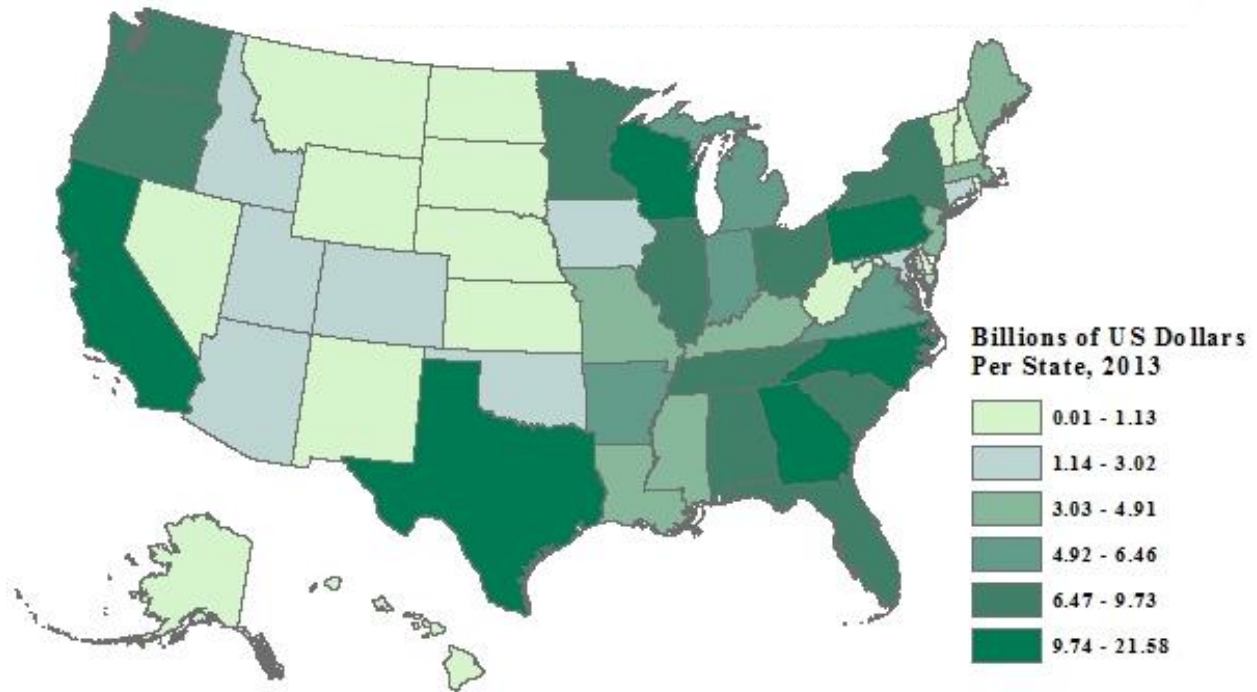 Billions of US Dollars
Per State, 2013
0.01 - 1.13
1.14 - 3.02
3.03 - 4.91
4.92 - 6.46
6.47 - 9.73
9.74 - 21.58